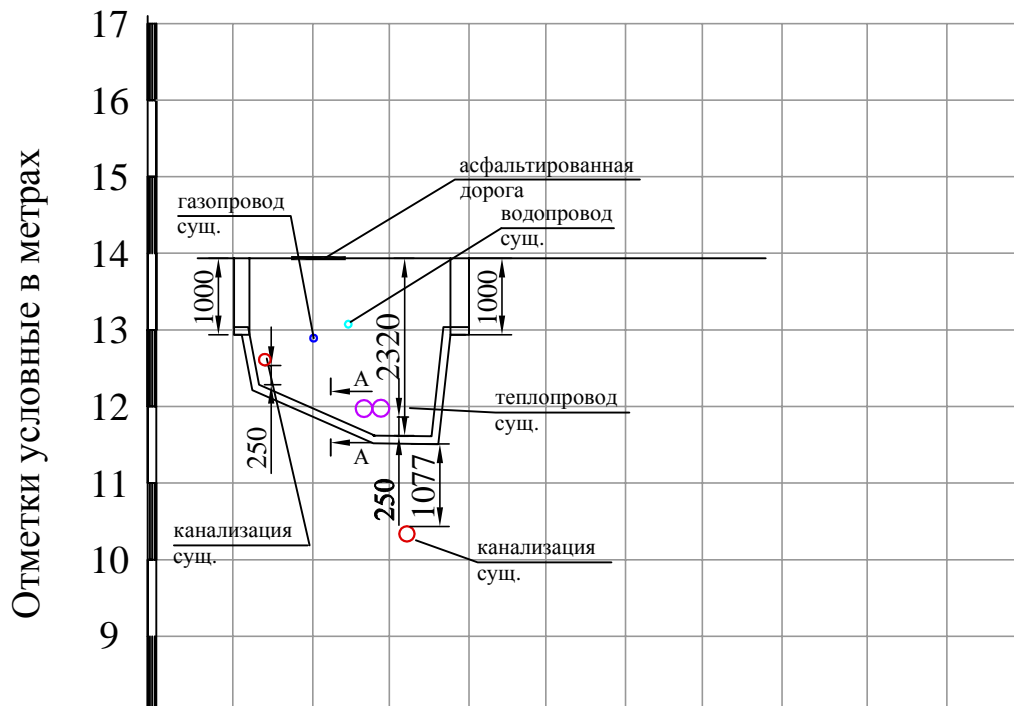 17
16
15
14
13
12
11
10
9
Отметки условные в метрах
асфальтированная
дорога
газопровод
сущ.
водопровод
сущ.
1000
1000
2320
А
А
теплопровод
сущ.
250
250
1077
канализация
сущ.
канализация
сущ.